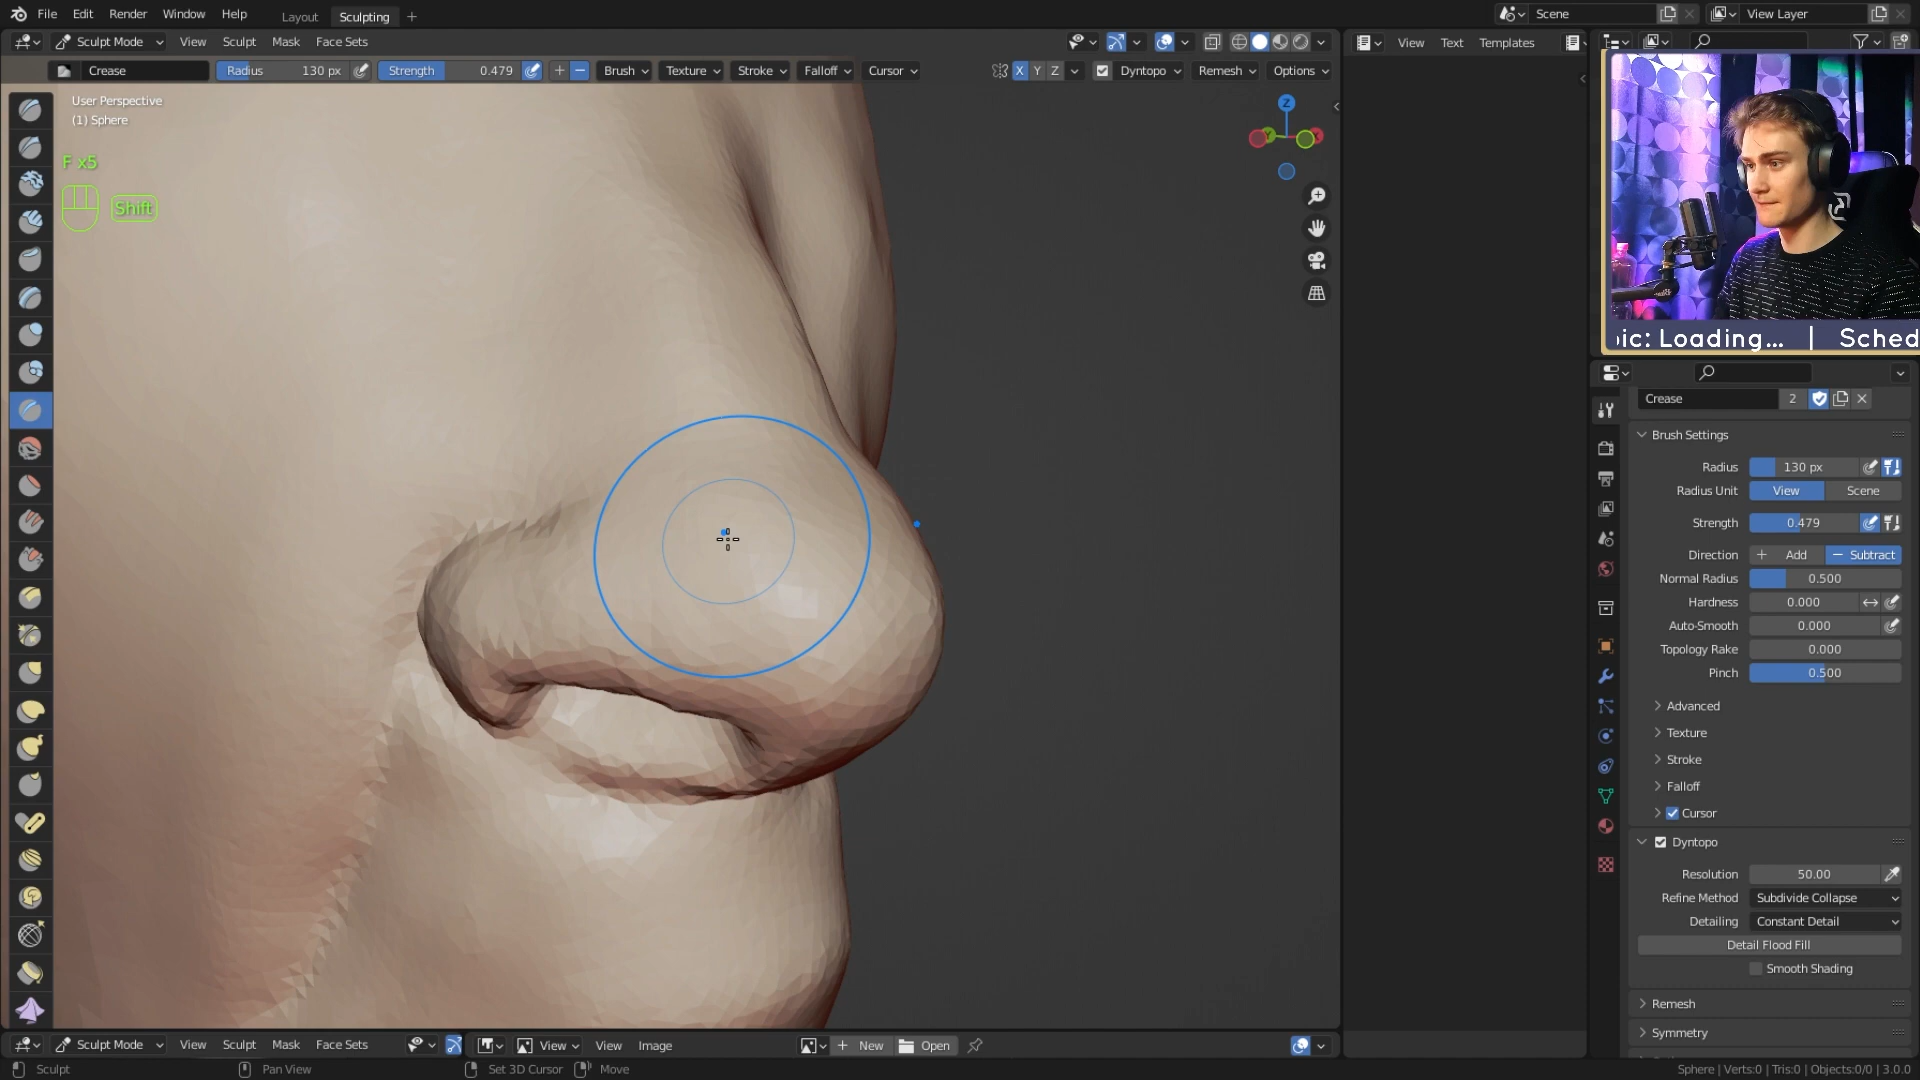 File Edit Render Window Help Layout Sculpting + Scene View Layer
Sculpt Mode View Sculpt Mask Face Sets View Text Templates
Crease Radius 130 px Strength 0.479 + − Brush Texture Stroke Falloff Cursor X Y Z Dyntopo Remesh Options
User Perspective
(1) Sphere
Z
F x5
Shift
ic: Loading... | Sched
Crease 2
Brush Settings
Radius 130 px
Radius Unit View Scene
Strength 0.479
Direction + Add − Subtract
Normal Radius 0.500
Hardness 0.000
Auto-Smooth 0.000
Topology Rake 0.000
Pinch 0.500
Advanced
Texture
Stroke
Falloff
Cursor
Dyntopo
Resolution 50.00
Refine Method Subdivide Collapse
Detailing Constant Detail
Detail Flood Fill
Smooth Shading
Remesh
Symmetry
Sculpt Mode View Sculpt Mask Face Sets View View Image + New Open
Sculpt Pan View Set 3D Cursor Move Sphere | Verts:0 | Tris:0 | Objects:0/0 | 3.0.0